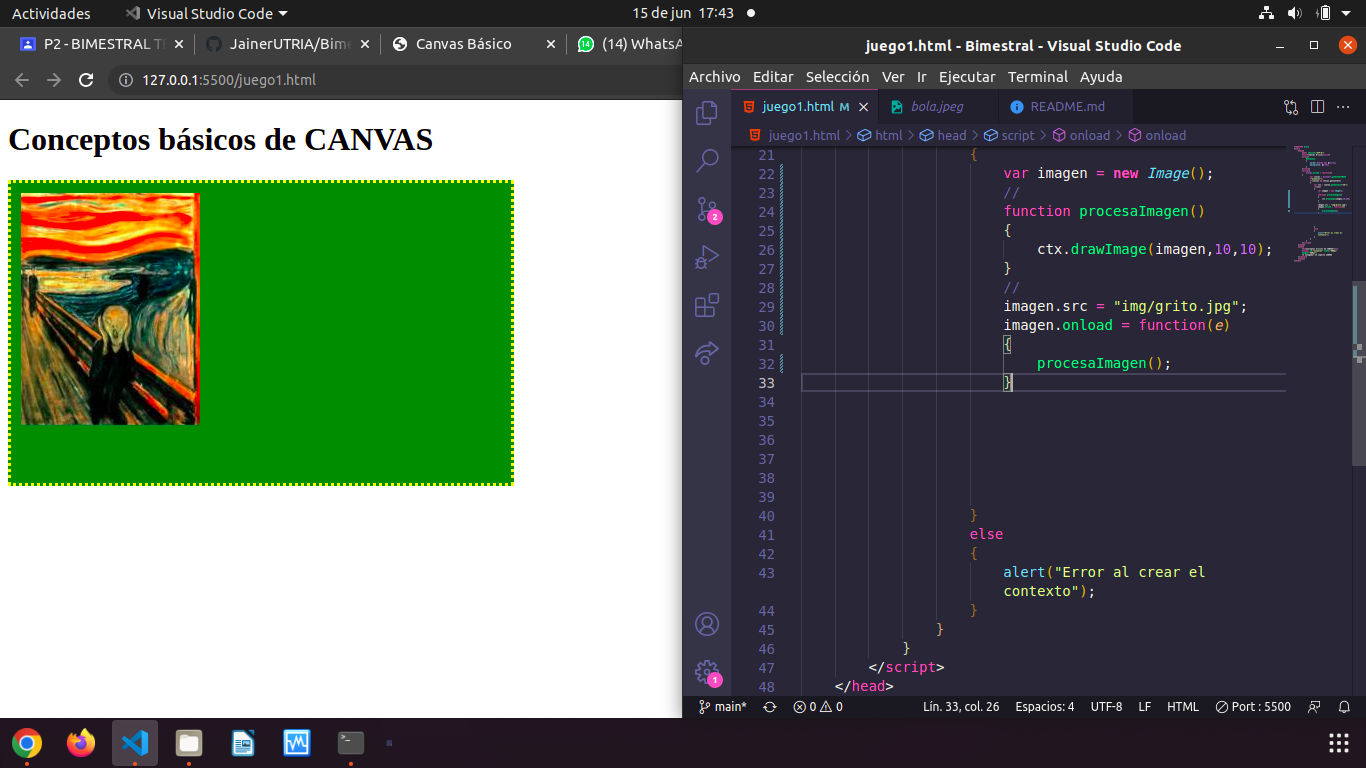 Actividades
Visual Studio Code
15 de jun 17:43
P2 - BIMESTRAL T
JainerUTRIA/Bime
Canvas Básico
(14) WhatsA
127.0.0.1:5500/juego1.html
Conceptos básicos de CANVAS
juego1.html - Bimestral - Visual Studio Code
Archivo Editar Selección Ver Ir Ejecutar Terminal Ayuda
juego1.html M
bola.jpeg
README.md
juego1.html > html > head > script > onload > onload
21 {
22 var imagen = new Image();
23 //
24 function procesaImagen()
25 {
26 ctx.drawImage(imagen,10,10);
27 }
28 //
29 imagen.src = "img/grito.jpg";
30 imagen.onload = function(e)
31 {
32 procesaImagen();
33 }
34
35
36
37
38
39
40 }
41 else
42 {
43 alert("Error al crear el
contexto");
44 }
45 }
46 }
47 </script>
48 </head>
2
1
main*
0 0
Lín. 33, col. 26
Espacios: 4
UTF-8
LF
HTML
Port : 5500